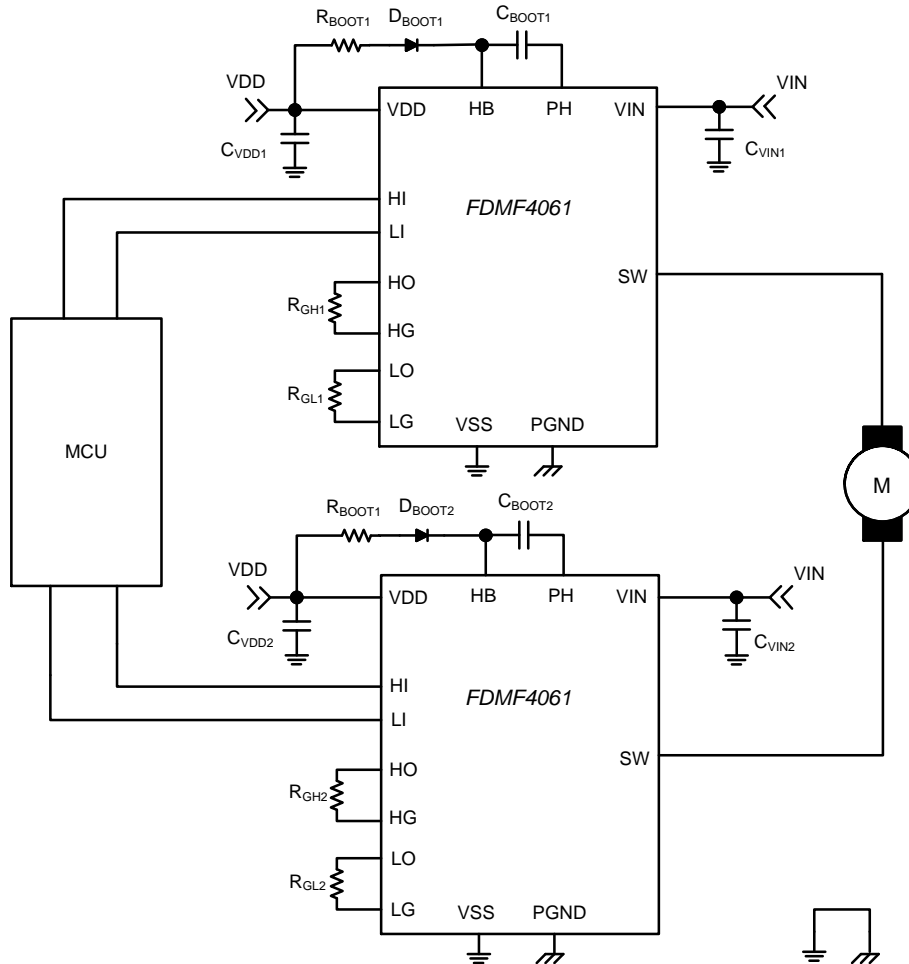 RBOOT1 DBOOT1 CBOOT1
VDD VIN
VDD HB PH VIN
CVDD1 CVIN1
HI FDMF4061
LI
HO SW
RGH1
HG
LO
RGL1
LG VSS PGND
MCU
M
RBOOT1 DBOOT2 CBOOT2
VDD VIN
VDD HB PH VIN
CVDD2 CVIN2
HI FDMF4061
LI
SW
HO
RGH2
HG
LO
RGL2
LG VSS PGND